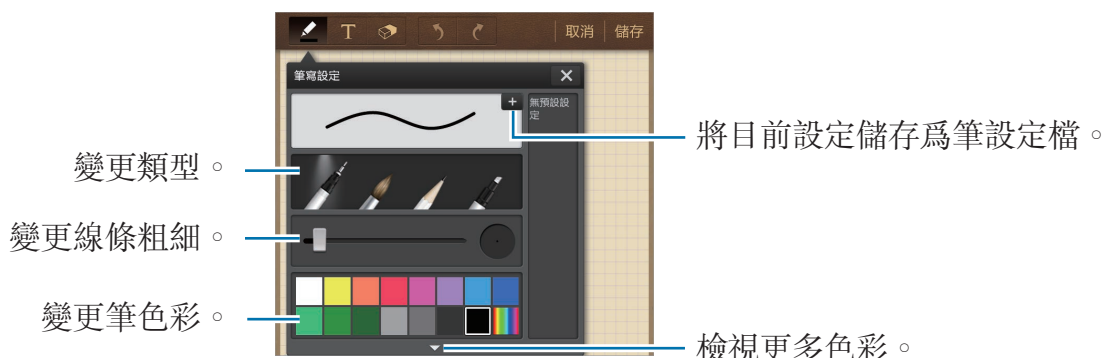 T
取消 儲存
筆寫設定
無預設設
定
將目前設定儲存爲筆設定檔。
變更類型。
變更線條粗細。
變更筆色彩。
檢視更多色彩。